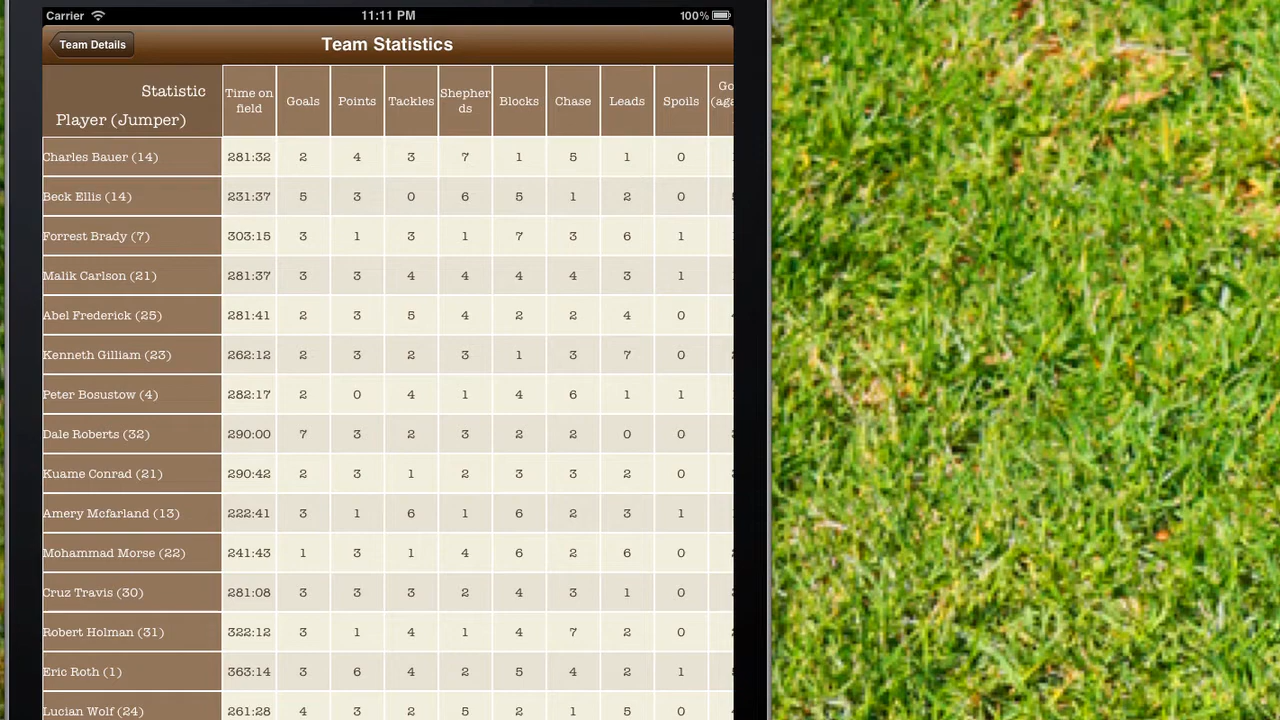 Carrier 11:11 PM 100%
Team Details Team Statistics
Statistic
Player (Jumper)
Time on field Goals Points Tackles Shepherds Blocks Chase Leads Spoils
Charles Bauer (14) 281:32 2 4 3 7 1 5 1 0
Beck Ellis (14) 231:37 5 3 0 6 5 1 2 0
Forrest Brady (7) 303:15 3 1 3 1 7 3 6 1
Malik Carlson (21) 281:37 3 3 4 4 4 4 3 1
Abel Frederick (25) 281:41 2 3 5 4 2 2 4 0
Kenneth Gilliam (23) 262:12 2 3 2 3 1 3 7 0
Peter Bosustow (4) 282:17 2 0 4 1 4 6 1 1
Dale Roberts (32) 290:00 7 3 2 3 2 2 0 0
Kuame Conrad (21) 290:42 2 3 1 2 3 3 2 0
Amery Mcfarland (13) 222:41 3 1 6 1 6 2 3 1
Mohammad Morse (22) 241:43 1 3 1 4 6 2 6 0
Cruz Travis (30) 281:08 3 3 3 2 4 3 1 0
Robert Holman (31) 322:12 3 1 4 1 4 7 2 0
Eric Roth (1) 363:14 3 6 4 2 5 4 2 1
Lucian Wolf (24) 261:28 4 3 2 5 2 1 5 0